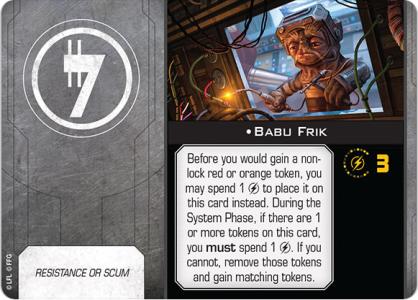 • BABU FRIK
Before you would gain a non-
lock red or orange token, you
may spend 1 to place it on
this card instead. During the
System Phase, if there are 1
or more tokens on this card,
you must spend 1 . If you
cannot, remove those tokens
and gain matching tokens.
3
RESISTANCE OR SCUM
© LFL © FFG